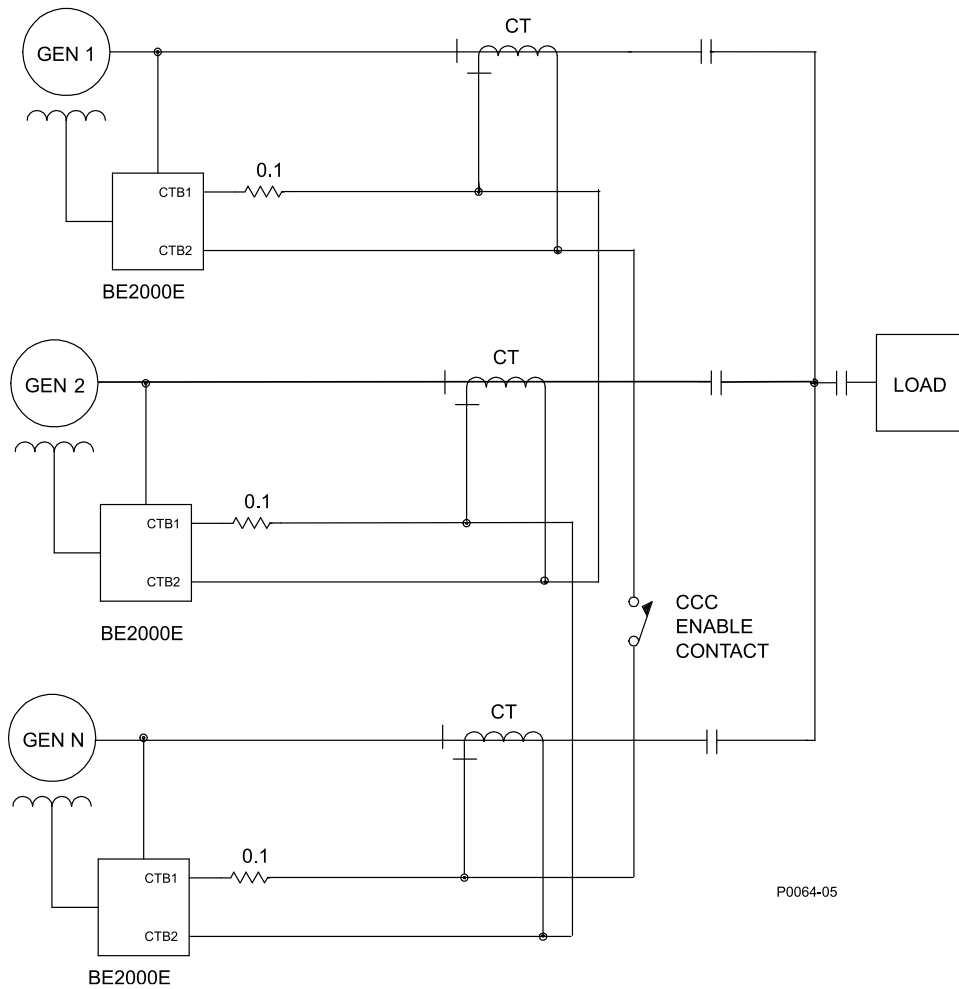 GEN 1
CT
0.1
CTB1
CTB2
BE2000E
GEN 2
CT
LOAD
0.1
CTB1
CTB2
BE2000E
CCC
ENABLE
CONTACT
GEN N
CT
0.1
CTB1
CTB2
P0064-05
BE2000E